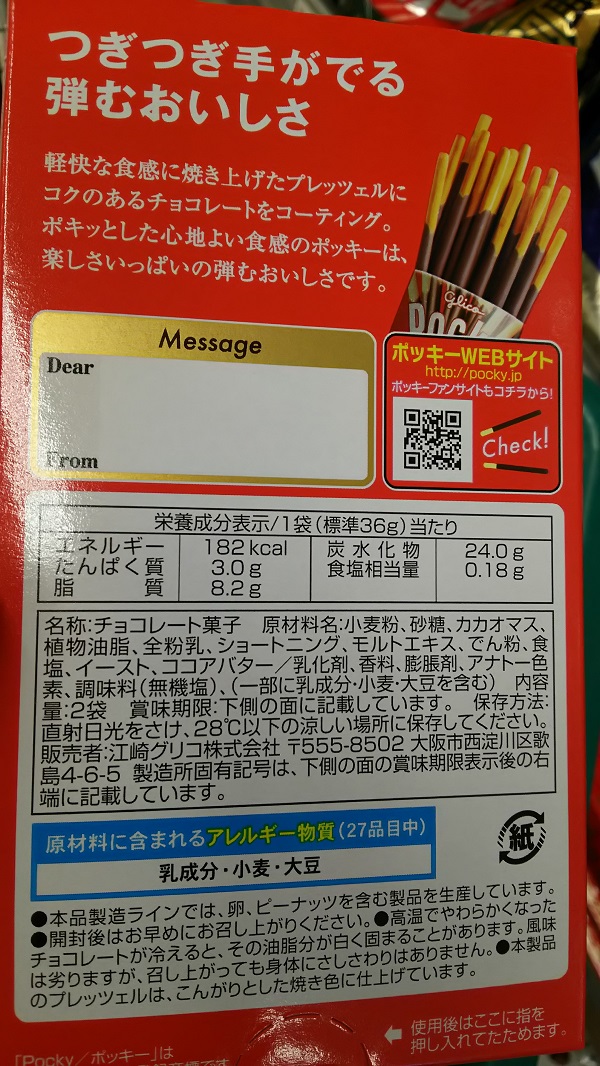 つぎつぎ手がでる
弾むおいしさ
軽快な食感に焼き上げたプレッツェルに
コクのあるチョコレートをコーティング。
ポキッとした心地よい食感のポッキーは、
楽しさいっぱいの弾むおいしさです。
Glico
POCK
Message
Dear
From
ポッキーWEBサイト
http://pocky.jp
ポッキーファンサイトもコチラから!
Check!
栄養成分表示/1袋(標準36g)当たり
エネルギー 182kcal 炭水化物 24.0g
たんぱく質 3.0g 食塩相当量 0.18g
脂質 8.2g
名称:チョコレート菓子 原材料名:小麦粉、砂糖、カカオマス、
植物油脂、全粉乳、ショートニング、モルトエキス、でん粉、食
塩、イースト、ココアバター/乳化剤、香料、膨脹剤、アナトー色
素、調味料(無機塩)、(一部に乳成分・小麦・大豆を含む) 内容
量:2袋 賞味期限:下側の面に記載しています。 保存方法:
直射日光をさけ、28℃以下の涼しい場所に保存してください。
販売者:江崎グリコ株式会社 〒555-8502 大阪市西淀川区歌
島4-6-5 製造所固有記号は、下側の面の賞味期限表示後の右
端に記載しています。
原材料に含まれるアレルギー物質(27品目中)
乳成分・小麦・大豆
紙
●本品製造ラインでは、卵、ピーナッツを含む製品を生産しています。
●開封後はお早めにお召し上がりください。●高温でやわらかくなった
チョコレートが冷えると、その油脂分が白く固まることがあります。風味
は劣りますが、召し上がっても身体にさしさわりはありません。●本製品
のプレッツェルは、こんがりとした焼き色に仕上げています。
使用後はここに指を
押し入れてたためます。
「Pocky/ポッキー」は